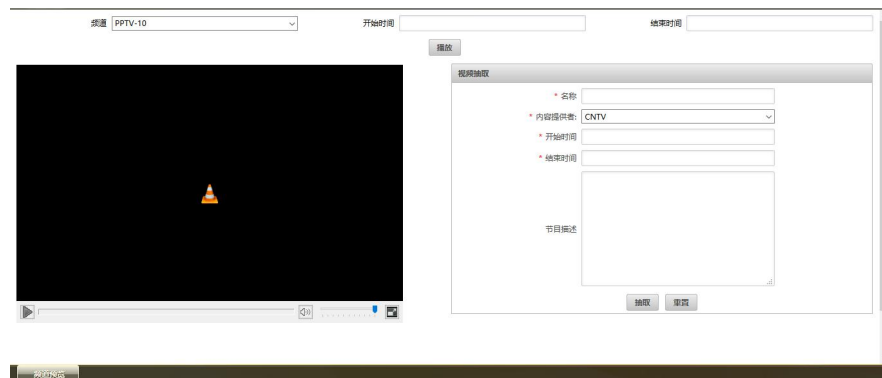 频道 PPTV-10 开始时间 结束时间
播放
视频抽取
* 名称
* 内容提供者: CNTV
* 开始时间
* 结束时间
节目描述
抽取 重置